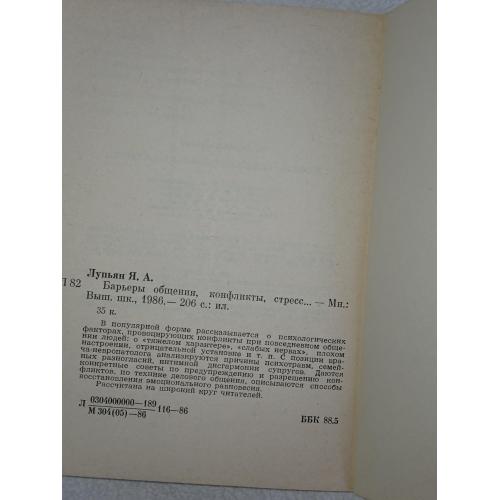 Лупьян Я. А.
Л 82 Барьеры общения, конфликты, стресс... — Мн.:
Выш. шк., 1986.— 206 с.: ил.
35 к.
В популярной форме рассказывается о психологических
факторах, провоцирующих конфликты при повседневном обще-
нии людей: о «тяжелом характере», «слабых нервах», плохом
настроении, отрицательной установке и т. п. С позиции вра-
ча-невропатолога анализируются причины психотравм, семей-
ных разногласий, интимной дисгармонии супругов. Даются
конкретные советы по предупреждению и разрешению кон-
фликтов, по технике делового общения, описываются способы
восстановления эмоционального равновесия.
Рассчитана на широкий круг читателей.
Л 0304000000—189 116—86
М 304(05)—86
ББК 88.5